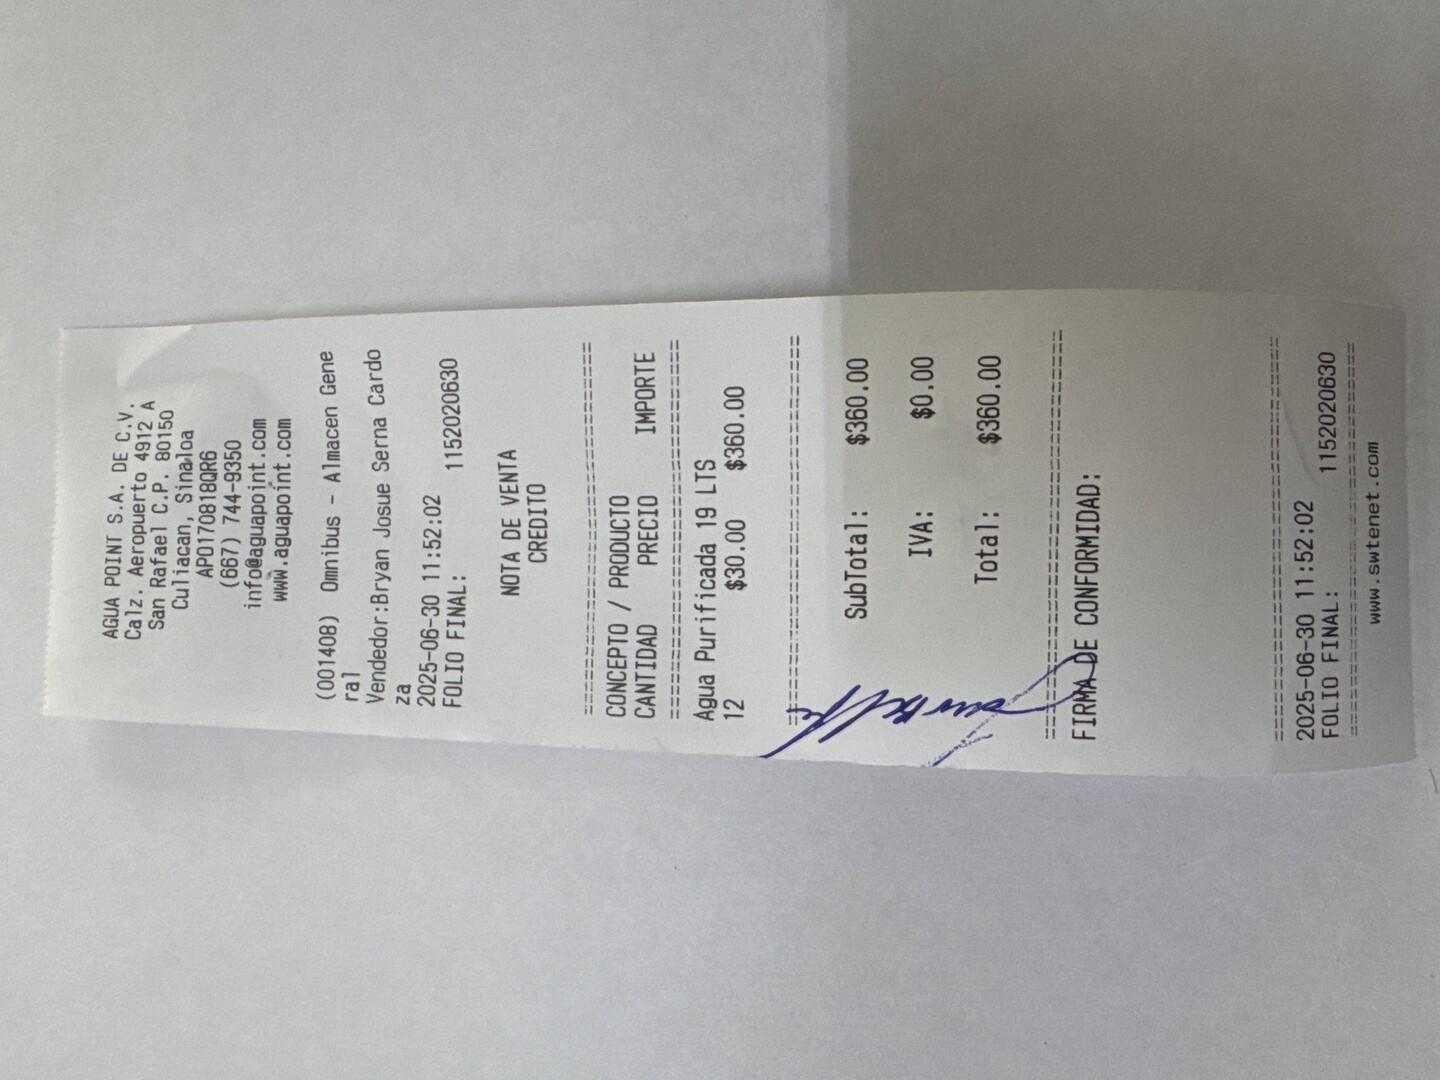 AGUA POINT S.A. DE C.V.
Calz. Aeropuerto 4912 A
San Rafael C.P. 80150
Culiacan, Sinaloa
APO170818QR6
(667) 744-9350
info@aguapoint.com
www.aguapoint.com
(001408) Omnibus - Almacen Gene
ral
Vendedor:Bryan Josue Serna Cardo
za
2025-06-30 11:52:02
FOLIO FINAL: 1152020630
NOTA DE VENTA
CREDITO
================================
CONCEPTO / PRODUCTO
CANTIDAD PRECIO IMPORTE
================================
Agua Purificada 19 LTS
12 $30.00 $360.00
================================
SubTotal: $360.00
IVA: $0.00
Total: $360.00
================================
FIRMA DE CONFORMIDAD:
================================
2025-06-30 11:52:02
FOLIO FINAL: 1152020630
================================
www.swtenet.com